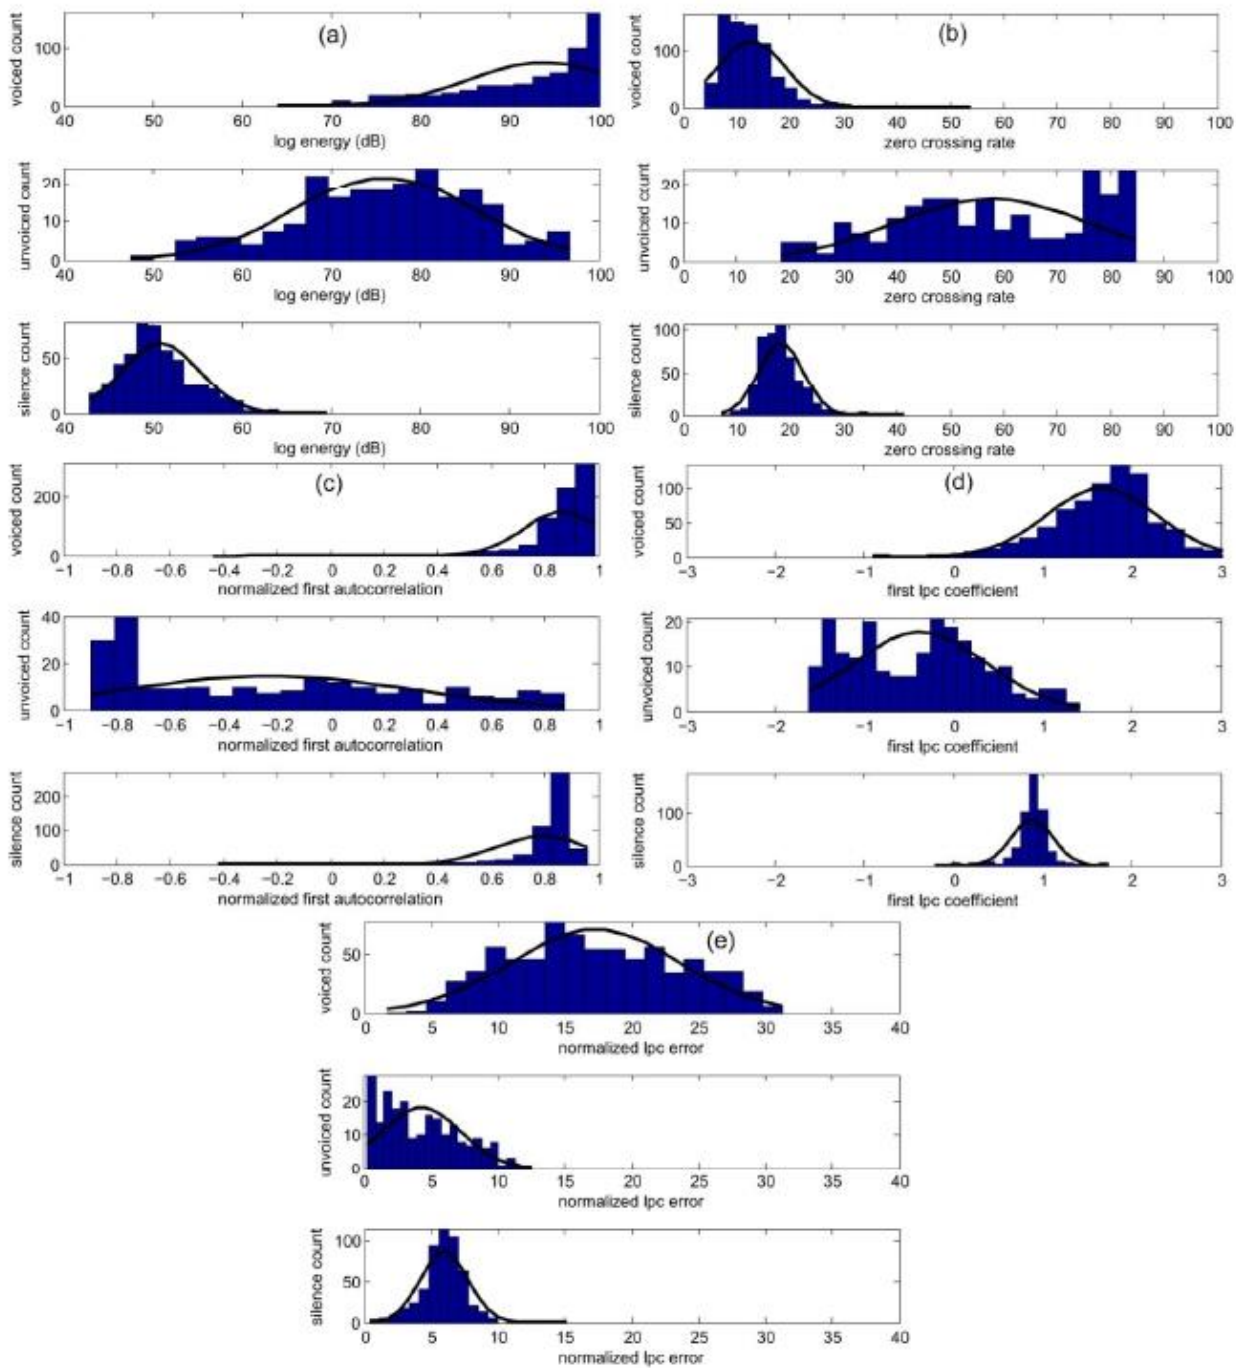 (a)
voiced count
100
0
40 50 60 70 80 90 100
log energy (dB)
unvoiced count
20
10
0
40 50 60 70 80 90 100
log energy (dB)
silence count
50
0
40 50 60 70 80 90 100
log energy (dB)
(b)
voiced count
100
0
0 10 20 30 40 50 60 70 80 90 100
zero crossing rate
unvoiced count
20
10
0
0 10 20 30 40 50 60 70 80 90 100
zero crossing rate
silence count
100
50
0
0 10 20 30 40 50 60 70 80 90 100
zero crossing rate
(c)
voiced count
200
0
−1 −0.8 −0.6 −0.4 −0.2 0 0.2 0.4 0.6 0.8 1
normalized first autocorrelation
unvoiced count
40
20
0
−1 −0.8 −0.6 −0.4 −0.2 0 0.2 0.4 0.6 0.8 1
normalized first autocorrelation
silence count
200
100
0
−1 −0.8 −0.6 −0.4 −0.2 0 0.2 0.4 0.6 0.8 1
normalized first autocorrelation
(d)
voiced count
100
50
0
−3 −2 −1 0 1 2 3
first lpc coefficient
unvoiced count
20
10
0
−3 −2 −1 0 1 2 3
first lpc coefficient
silence count
100
0
−3 −2 −1 0 1 2 3
first lpc coefficient
(e)
voiced count
50
0
0 5 10 15 20 25 30 35 40
normalized lpc error
unvoiced count
20
10
0
0 5 10 15 20 25 30 35 40
normalized lpc error
silence count
100
50
0
0 5 10 15 20 25 30 35 40
normalized lpc error